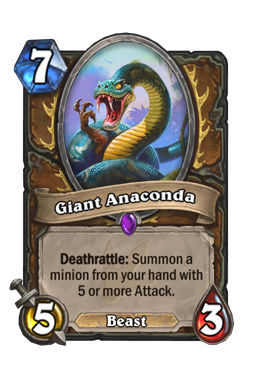 7
Giant Anaconda
Deathrattle: Summon a
minion from your hand with
5 or more Attack.
5
Beast
3